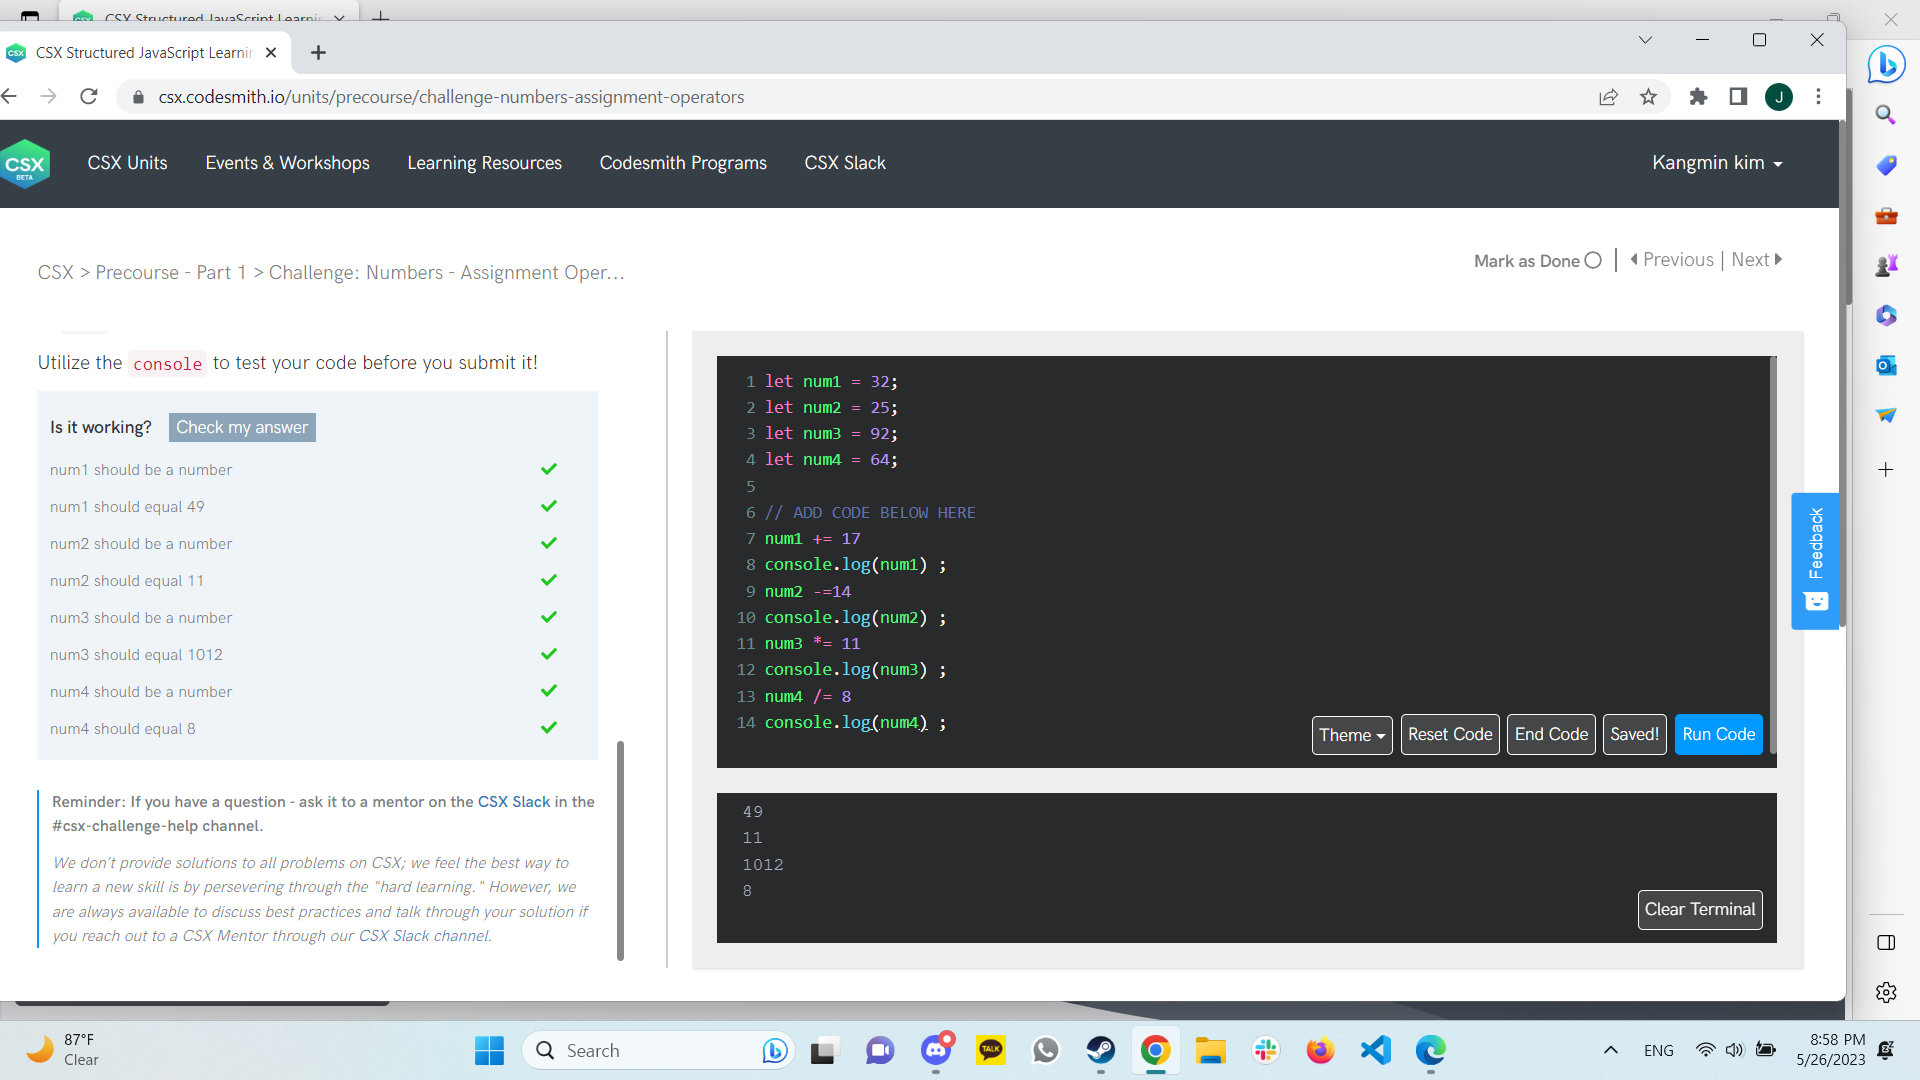 CSX Structured JavaScript Learnin
CSX Structured JavaScript Learnin
csx.codesmith.io/units/precourse/challenge-numbers-assignment-operators
J
CSX
BETA
CSX Units
Events & Workshops
Learning Resources
Codesmith Programs
CSX Slack
Kangmin kim
CSX > Precourse - Part 1 > Challenge: Numbers - Assignment Oper...
Mark as Done
Previous | Next
Utilize the console to test your code before you submit it!
Is it working?
Check my answer
num1 should be a number
num1 should equal 49
num2 should be a number
num2 should equal 11
num3 should be a number
num3 should equal 1012
num4 should be a number
num4 should equal 8
Reminder: If you have a question - ask it to a mentor on the CSX Slack in the
#csx-challenge-help channel.
We don't provide solutions to all problems on CSX; we feel the best way to
learn a new skill is by persevering through the "hard learning." However, we
are always available to discuss best practices and talk through your solution if
you reach out to a CSX Mentor through our CSX Slack channel.
1 let num1 = 32;
2 let num2 = 25;
3 let num3 = 92;
4 let num4 = 64;
5
6 // ADD CODE BELOW HERE
7 num1 += 17
8 console.log(num1) ;
9 num2 -=14
10 console.log(num2) ;
11 num3 *= 11
12 console.log(num3) ;
13 num4 /= 8
14 console.log(num4) ;
Theme
Reset Code
End Code
Saved!
Run Code
49
11
1012
8
Clear Terminal
Feedback
87°F
Clear
Search
TALK
ENG
8:58 PM
5/26/2023